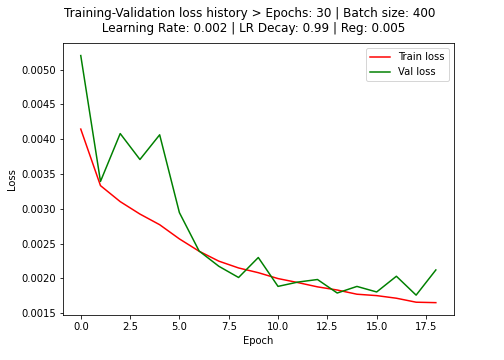 Training-Validation loss history > Epochs: 30 | Batch size: 400
Learning Rate: 0.002 | LR Decay: 0.99 | Reg: 0.005
Train loss
Val loss
0.0050
0.0045
0.0040
0.0035
0.0030
0.0025
0.0020
0.0015
Loss
0.0 2.5 5.0 7.5 10.0 12.5 15.0 17.5
Epoch